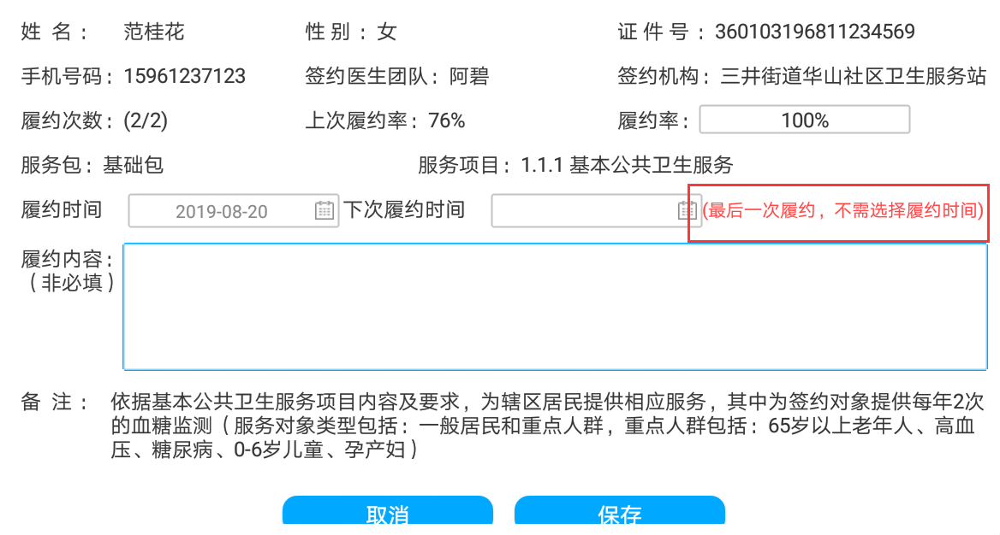 姓 名 ： 范桂花 性 别 ：女 证 件 号 ：360103196811234569
手机号码：15961237123 签约医生团队：阿碧 签约机构：三井街道华山社区卫生服务站
履约次数：(2/2) 上次履约率：76% 履约率：100%
服务包：基础包 服务项目：1.1.1 基本公共卫生服务
履约时间 2019-08-20 下次履约时间 (最后一次履约，不需选择履约时间)
履约内容：
（非必填）
备 注 ： 依据基本公共卫生服务项目内容及要求，为辖区居民提供相应服务，其中为签约对象提供每年2次
的血糖监测（服务对象类型包括：一般居民和重点人群，重点人群包括：65岁以上老年人、高血
压、糖尿病、0-6岁儿童、孕产妇）
取消 保存